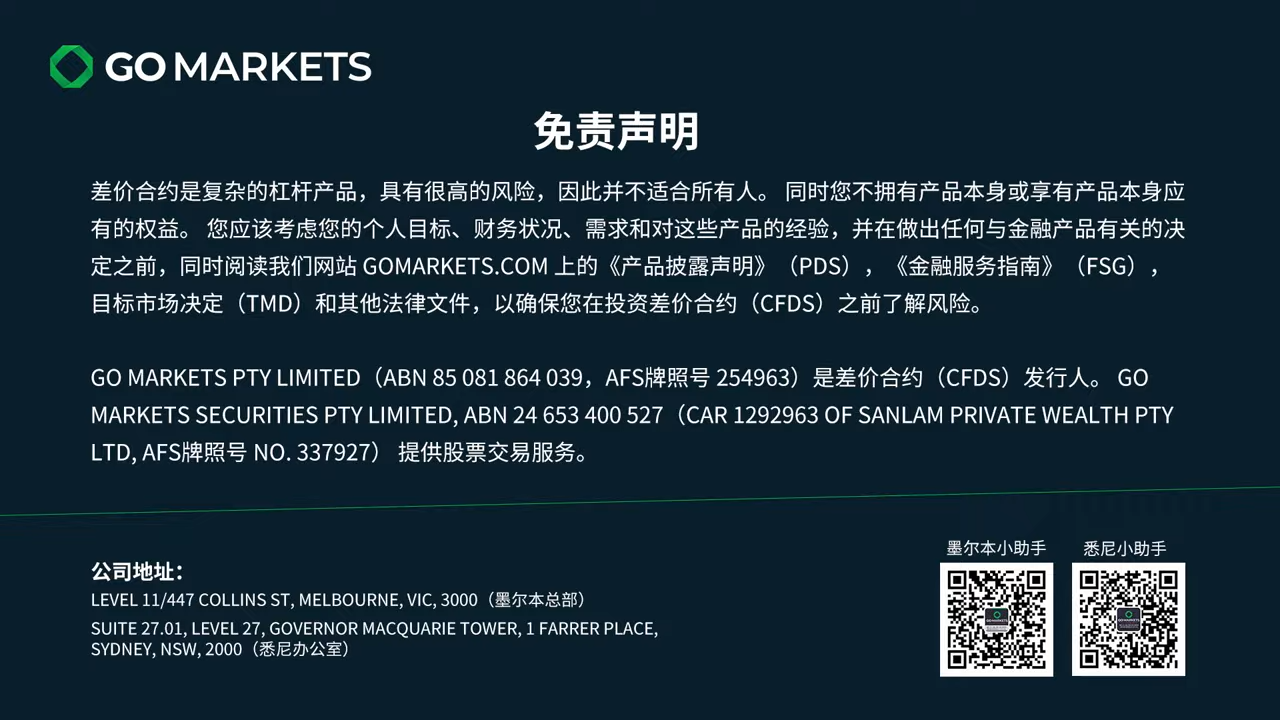 GO MARKETS
免责声明
差价合约是复杂的杠杆产品，具有很高的风险，因此并不适合所有人。 同时您不拥有产品本身或享有产品本身应
有的权益。 您应该考虑您的个人目标、财务状况、需求和对这些产品的经验，并在做出任何与金融产品有关的决
定之前，同时阅读我们网站 GOMARKETS.COM 上的《产品披露声明》（PDS），《金融服务指南》（FSG），
目标市场决定（TMD）和其他法律文件，以确保您在投资差价合约（CFDS）之前了解风险。
GO MARKETS PTY LIMITED（ABN 85 081 864 039，AFS牌照号 254963）是差价合约（CFDS）发行人。 GO
MARKETS SECURITIES PTY LIMITED, ABN 24 653 400 527（CAR 1292963 OF SANLAM PRIVATE WEALTH PTY
LTD, AFS牌照号 NO. 337927） 提供股票交易服务。
公司地址：
LEVEL 11/447 COLLINS ST, MELBOURNE, VIC, 3000（墨尔本总部）
SUITE 27.01, LEVEL 27, GOVERNOR MACQUARIE TOWER, 1 FARRER PLACE,
SYDNEY, NSW, 2000（悉尼办公室）
墨尔本小助手
悉尼小助手